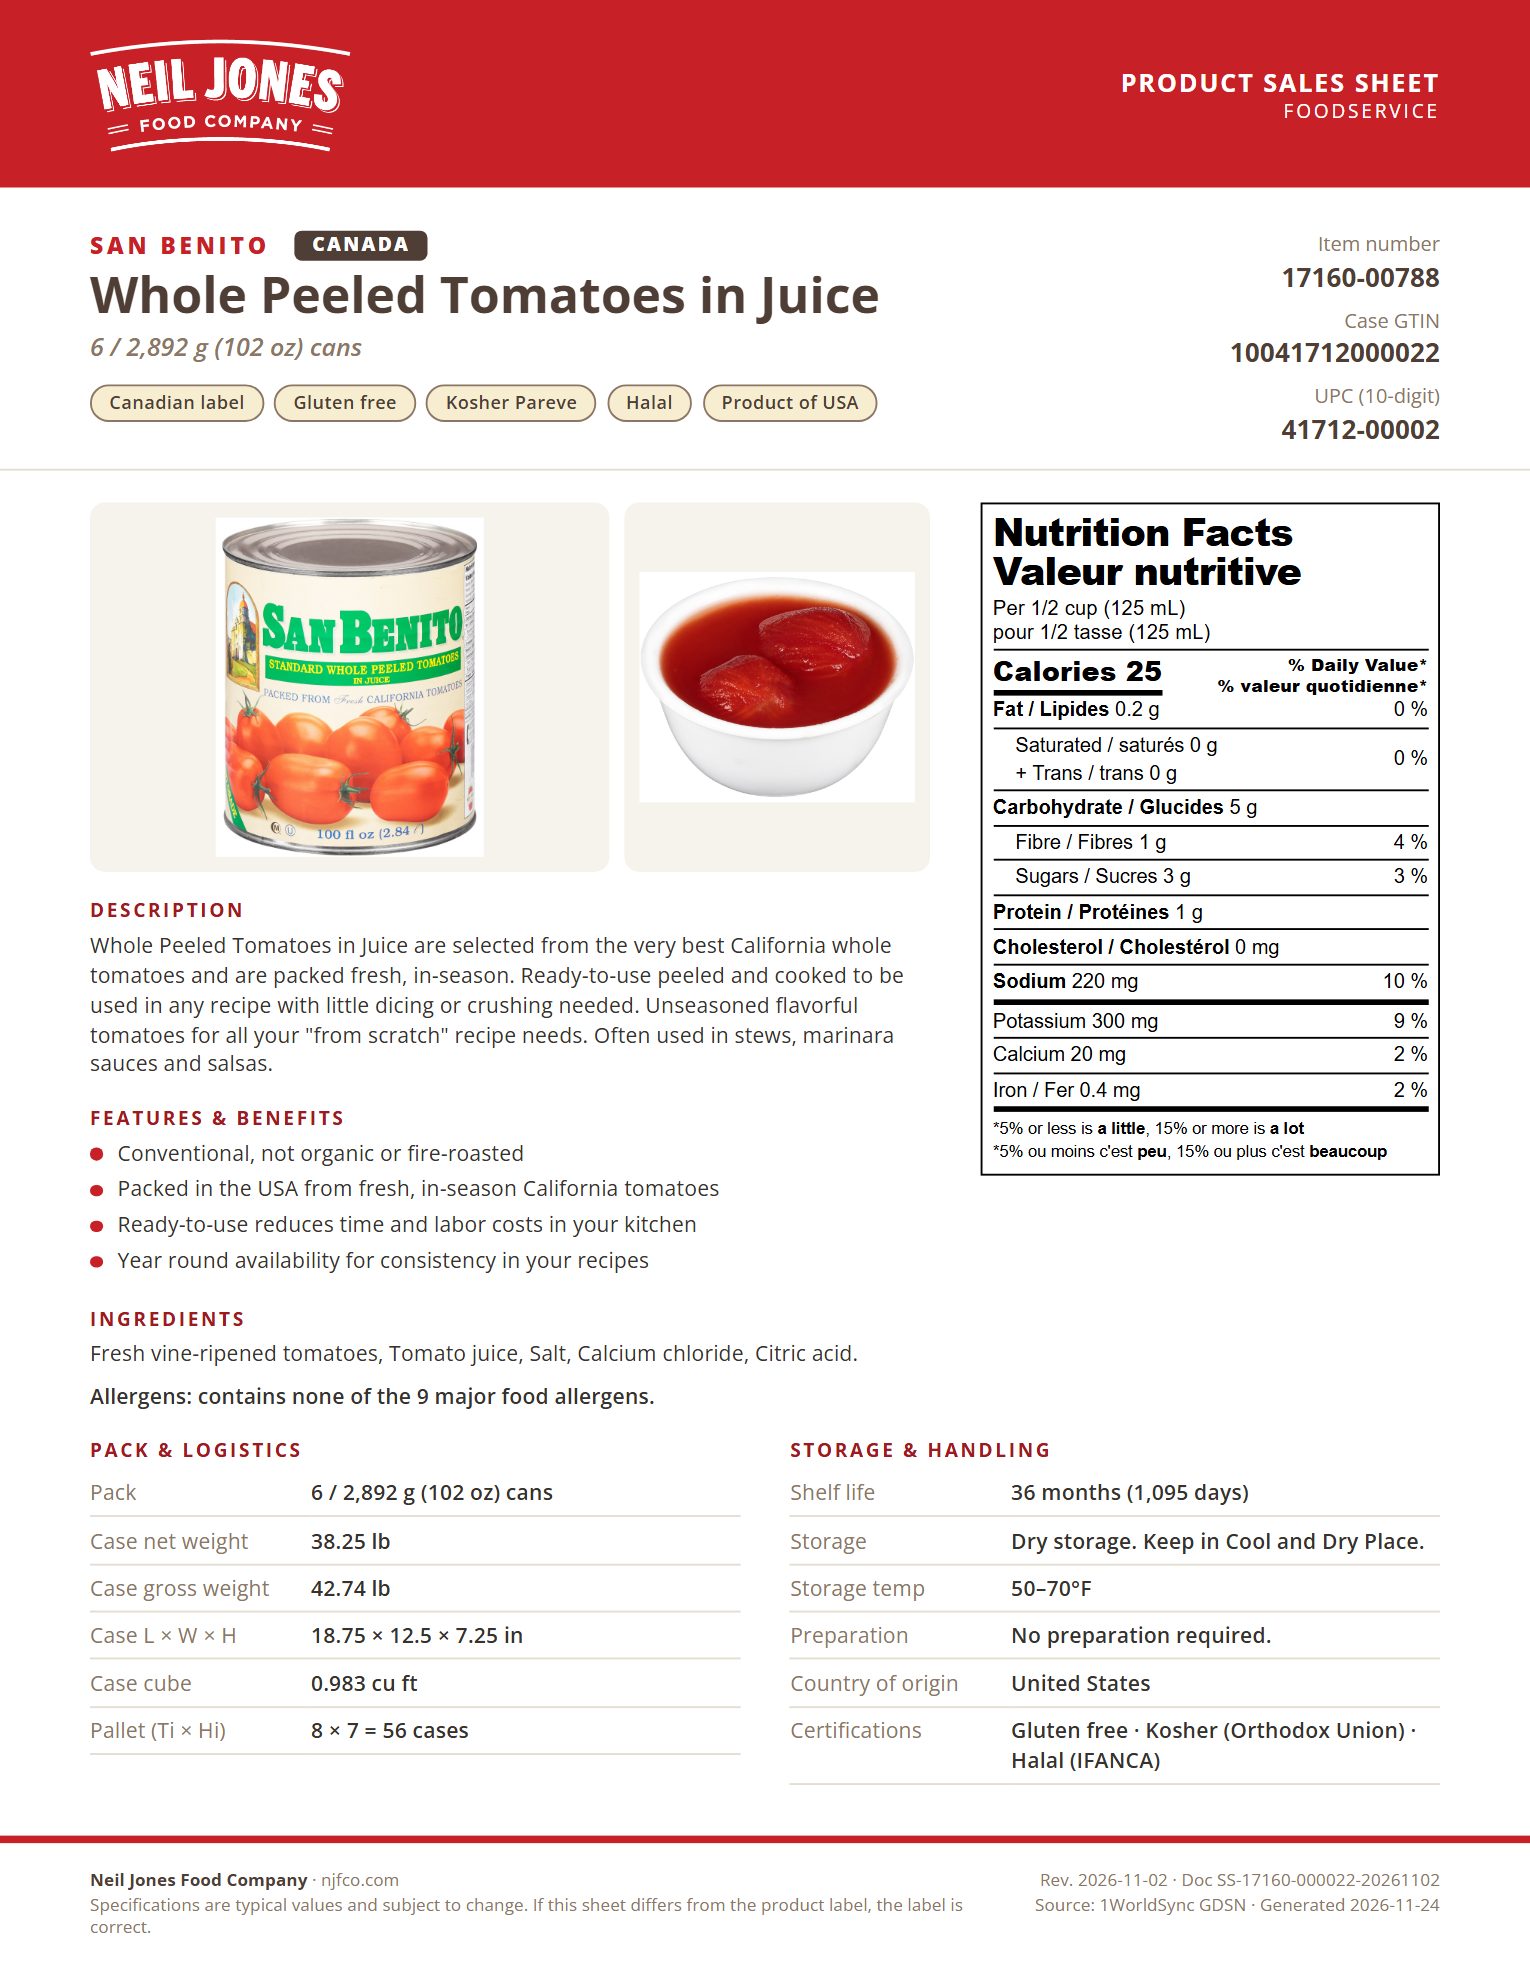 NEIL JONES
FOOD COMPANY
PRODUCT SALES SHEET
FOODSERVICE
SAN BENITO CANADA
Whole Peeled Tomatoes in Juice
6 / 2,892 g (102 oz) cans
Canadian label Gluten free Kosher Pareve Halal Product of USA
Item number
17160-00788
Case GTIN
10041712000022
UPC (10-digit)
41712-00002
SAN BENITO
STANDARD WHOLE PEELED TOMATOES
IN JUICE
PACKED FROM Fresh CALIFORNIA TOMATOES
100 fl oz (2.84
Nutrition Facts
Valeur nutritive
Per 1/2 cup (125 mL)
pour 1/2 tasse (125 mL)
Calories 25 % Daily Value*
% valeur quotidienne*
Fat / Lipides 0.2 g 0 %
Saturated / saturés 0 g
+ Trans / trans 0 g 0 %
Carbohydrate / Glucides 5 g
Fibre / Fibres 1 g 4 %
Sugars / Sucres 3 g 3 %
Protein / Protéines 1 g
Cholesterol / Cholestérol 0 mg
Sodium 220 mg 10 %
Potassium 300 mg 9 %
Calcium 20 mg 2 %
Iron / Fer 0.4 mg 2 %
*5% or less is a little, 15% or more is a lot
*5% ou moins c'est peu, 15% ou plus c'est beaucoup
DESCRIPTION
Whole Peeled Tomatoes in Juice are selected from the very best California whole
tomatoes and are packed fresh, in-season. Ready-to-use peeled and cooked to be
used in any recipe with little dicing or crushing needed. Unseasoned flavorful
tomatoes for all your "from scratch" recipe needs. Often used in stews, marinara
sauces and salsas.
FEATURES & BENEFITS
Conventional, not organic or fire-roasted
Packed in the USA from fresh, in-season California tomatoes
Ready-to-use reduces time and labor costs in your kitchen
Year round availability for consistency in your recipes
INGREDIENTS
Fresh vine-ripened tomatoes, Tomato juice, Salt, Calcium chloride, Citric acid.
Allergens: contains none of the 9 major food allergens.
PACK & LOGISTICS
Pack 6 / 2,892 g (102 oz) cans
Case net weight 38.25 lb
Case gross weight 42.74 lb
Case L × W × H 18.75 × 12.5 × 7.25 in
Case cube 0.983 cu ft
Pallet (Ti × Hi) 8 × 7 = 56 cases
STORAGE & HANDLING
Shelf life 36 months (1,095 days)
Storage Dry storage. Keep in Cool and Dry Place.
Storage temp 50–70°F
Preparation No preparation required.
Country of origin United States
Certifications Gluten free · Kosher (Orthodox Union) ·
Halal (IFANCA)
Neil Jones Food Company · njfco.com
Specifications are typical values and subject to change. If this sheet differs from the product label, the label is
correct.
Rev. 2026-11-02 · Doc SS-17160-000022-20261102
Source: 1WorldSync GDSN · Generated 2026-11-24